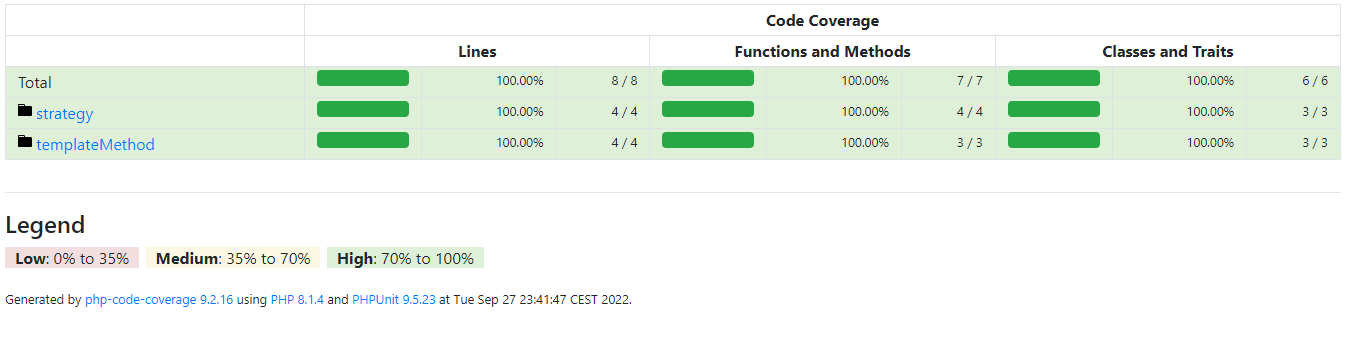 Code Coverage
Lines Functions and Methods Classes and Traits
Total 100.00% 8 / 8 100.00% 7 / 7 100.00% 6 / 6
strategy 100.00% 4 / 4 100.00% 4 / 4 100.00% 3 / 3
templateMethod 100.00% 4 / 4 100.00% 3 / 3 100.00% 3 / 3
Legend
Low: 0% to 35% Medium: 35% to 70% High: 70% to 100%
Generated by php-code-coverage 9.2.16 using PHP 8.1.4 and PHPUnit 9.5.23 at Tue Sep 27 23:41:47 CEST 2022.